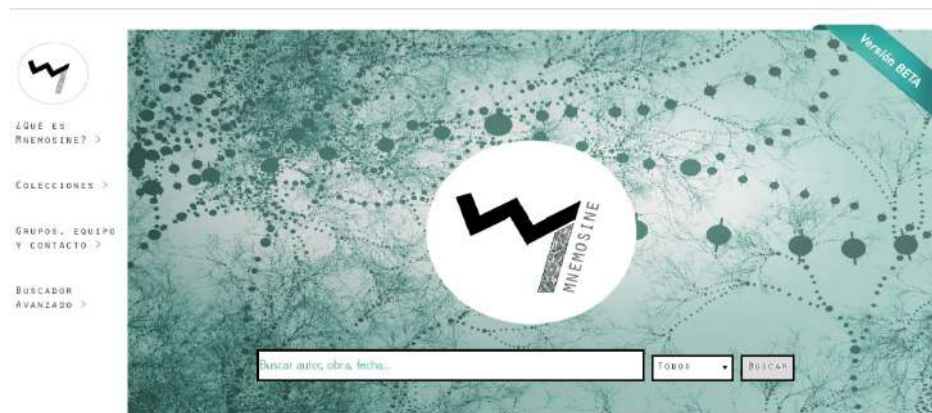 ¿QUÉ ES
MNEMOSINE? >
COLECCIONES >
GRUPOS, EQUIPO
Y CONTACTO >
BUSCADOR
AVANZADO >
Versión BETA
MNEMOSINE
Buscar autor, obra, fecha...
TODOS
BUSCAR